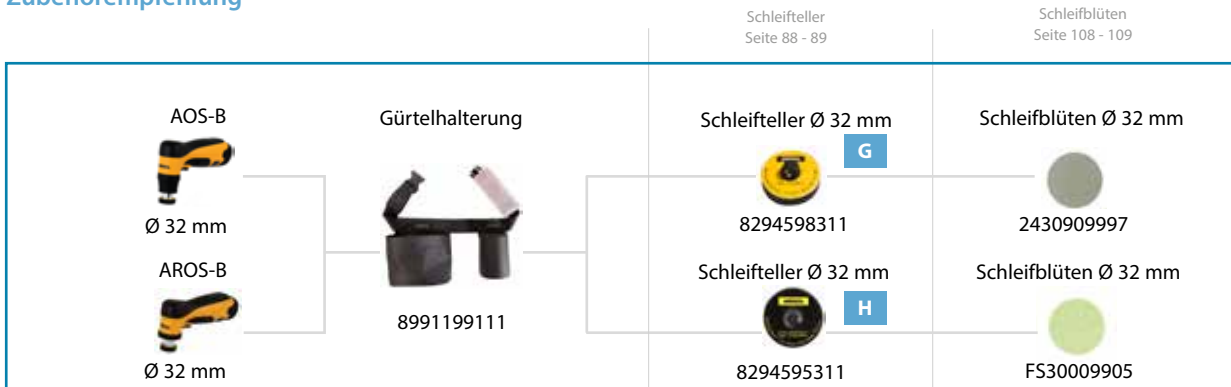 Zubehörempfehlung
Schleifteller
Seite 88 - 89
Schleifblüten
Seite 108 - 109
AOS-B
Ø 32 mm
AROS-B
Ø 32 mm
Gürtelhalterung
8991199111
Schleifteller Ø 32 mm
G
8294598311
Schleifteller Ø 32 mm
H
8294595311
Schleifblüten Ø 32 mm
2430909997
Schleifblüten Ø 32 mm
FS30009905